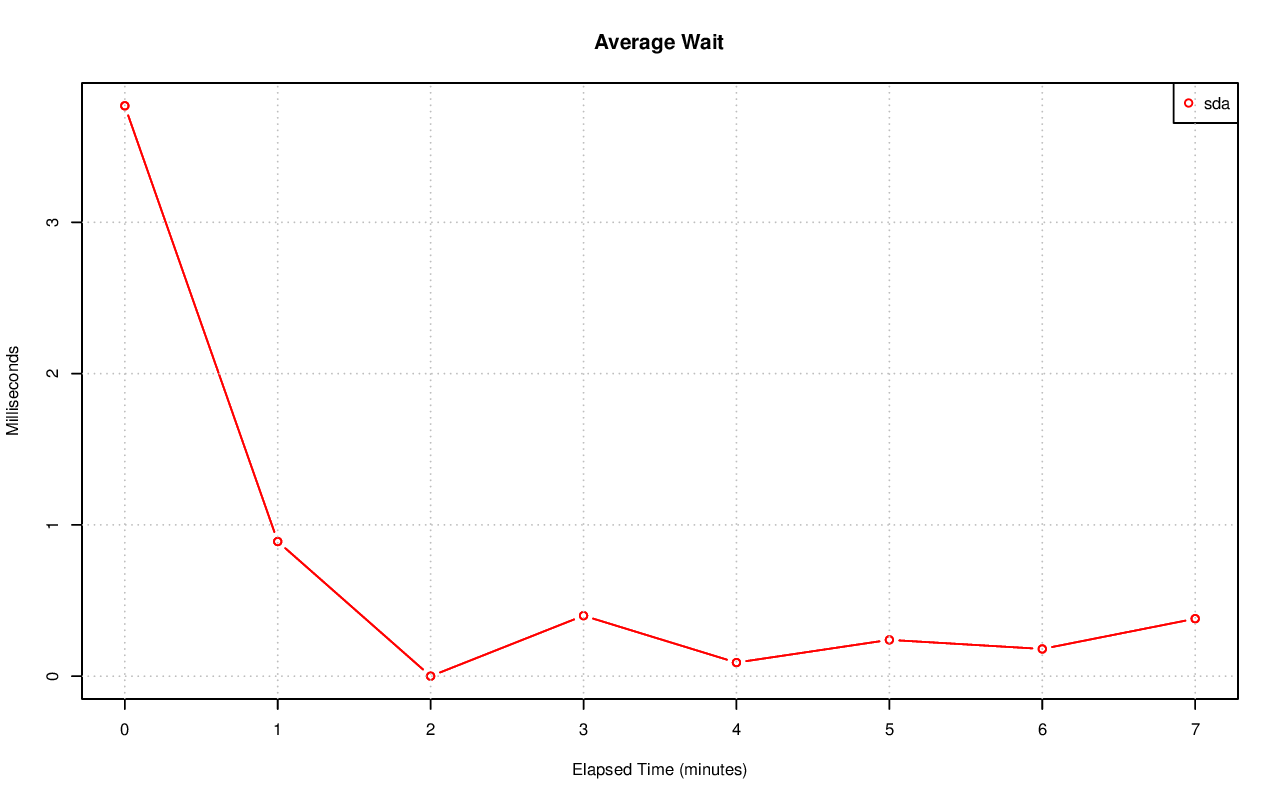 Average Wait
sda
Milliseconds
3
2
1
0
0 1 2 3 4 5 6 7
Elapsed Time (minutes)